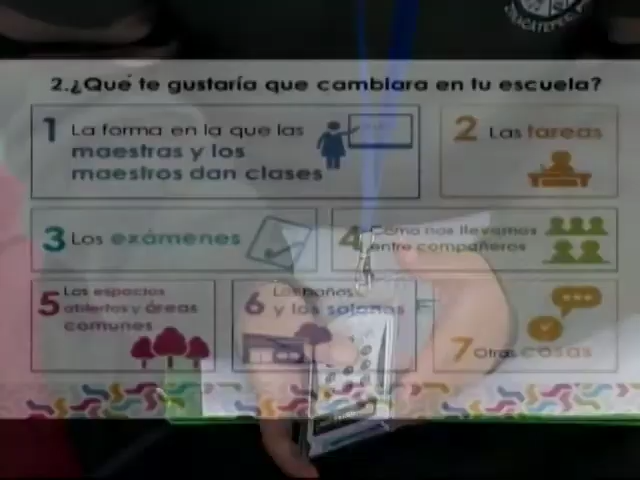 ECATEPEC
2.¿Qué te gustaría que cambiara en tu escuela?
1 La forma en la que las
maestras y los
maestros dan clases
2 Las tareas
3 Los exámenes
4 Cómo nos llevamos
entre compañeros
5 Los espacios
abiertos y áreas
comunes
6 Los baños
y los salones
7 Otras cosas